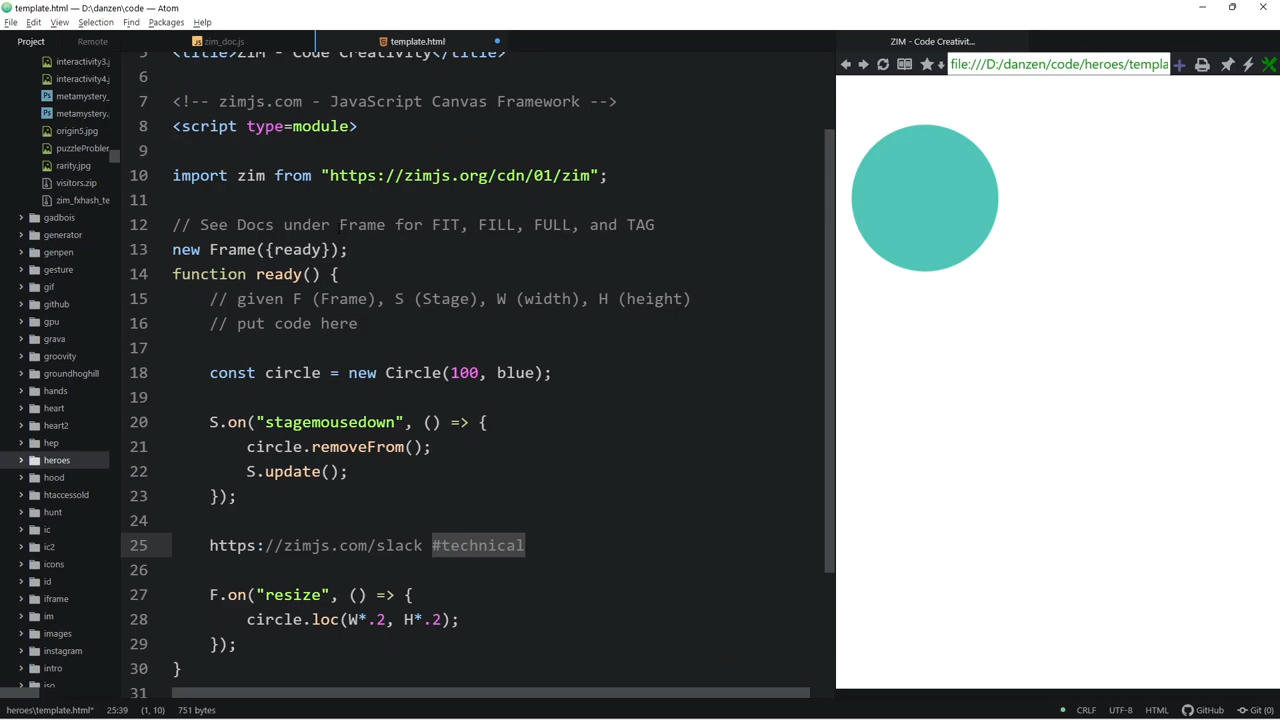 template.html — D:\danzen\code — Atom
File Edit View Selection Find Packages Help
Project Remote
zim_doc.js
template.html
ZIM - Code Creativit...
file:///D:/danzen/code/heroes/templa
interactivity3.j
interactivity4.j
metamystery_
metamystery.
origin5.jpg
puzzleProbler
rarity.jpg
visitors.zip
zim_fxhash_te
gadbois
generator
genpen
gesture
gif
github
gpu
grava
groovity
groundhoghill
hands
heart
heart2
hep
heroes
hood
htaccessold
hunt
ic
ic2
icons
id
iframe
im
images
instagram
intro
iso
5 <title>ZIM - Code Creativity</title>
6
7 <!-- zimjs.com - JavaScript Canvas Framework -->
8 <script type=module>
9
10 import zim from "https://zimjs.org/cdn/01/zim";
11
12 // See Docs under Frame for FIT, FILL, FULL, and TAG
13 new Frame({ready});
14 function ready() {
15 // given F (Frame), S (Stage), W (width), H (height)
16 // put code here
17
18 const circle = new Circle(100, blue);
19
20 S.on("stagemousedown", () => {
21 circle.removeFrom();
22 S.update();
23 });
24
25 https://zimjs.com/slack #technical
26
27 F.on("resize", () => {
28 circle.loc(W*.2, H*.2);
29 });
30 }
31
heroes\template.html* 25:39 (1, 10) 751 bytes CRLF UTF-8 HTML GitHub Git (0)